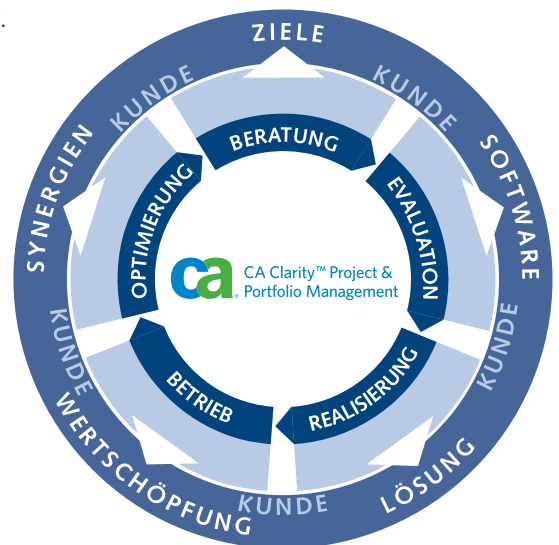 .
ZIELE
KUNDE
SOFTWARE
KUNDE
LÖSUNG
KUNDE
WERTSCHÖPFUNG
KUNDE
SYNERGIEN
KUNDE
BERATUNG
EVALUATION
REALISIERUNG
BETRIEB
OPTIMIERUNG
ca. CA Clarity™ Project &
Portfolio Management